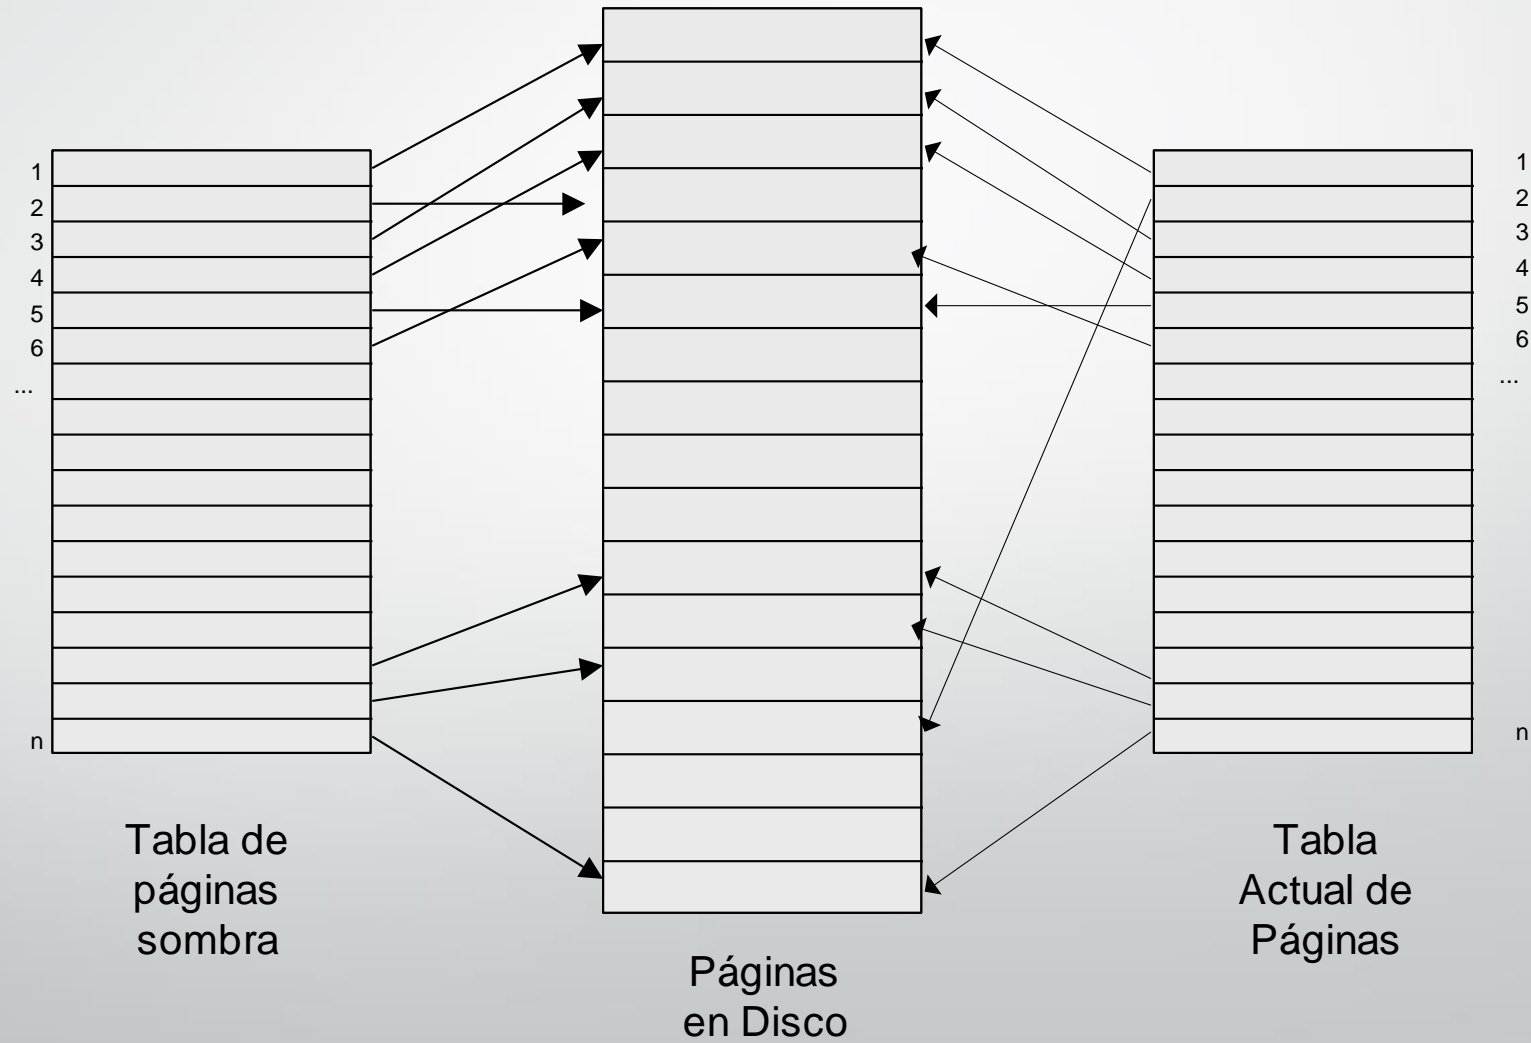 1
2
3
4
5
6
...
n
Tabla de
páginas
sombra
Páginas
en Disco
1
2
3
4
5
6
...
n
Tabla
Actual de
Páginas